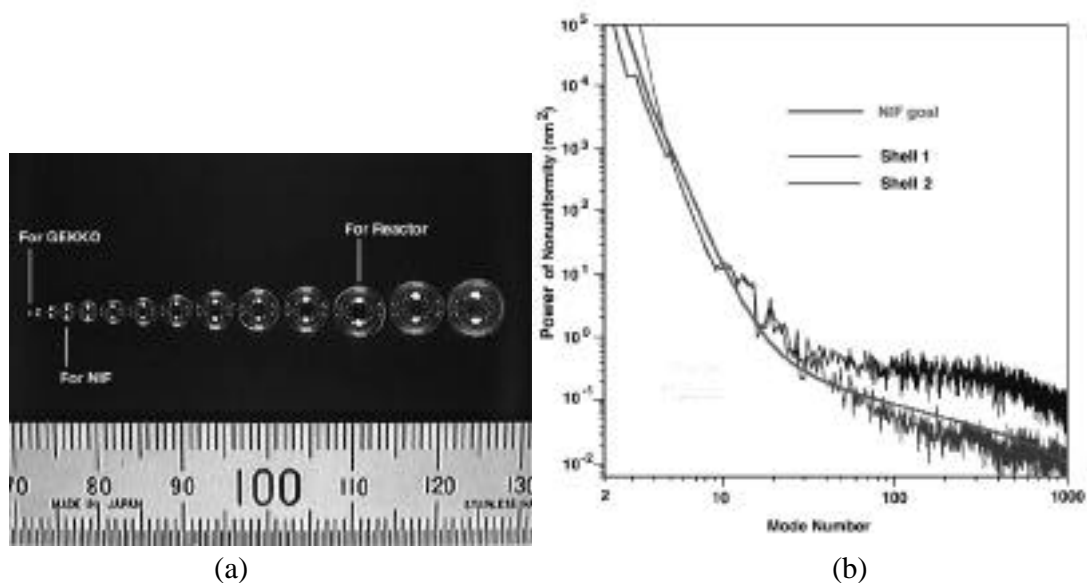 For GEKKO
For Reactor
For NIF
70 80 90 100 110 120 130
MADE IN JAPAN
(a)
Power of Nonuniformity (nm²)
10⁵
10⁴
10³
10²
10¹
10⁰
10⁻¹
10⁻²
NIF goal
Shell 1
Shell 2
2 10 100 1000
Mode Number
(b)